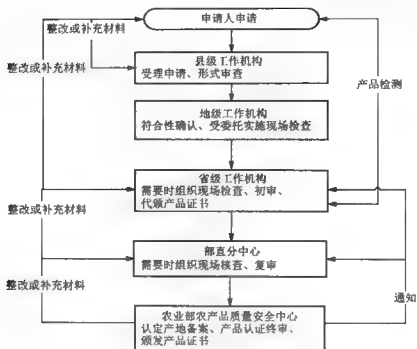 整改或补充材料
申请人申请
整改或补充材料
县级工作机构
受理申请、形式审查
产品检测
地级工作机构
符合性确认、受委托实施现场检查
省级工作机构
需要时组织现场检查、初审、
代颁产品证书
整改或补充材料
部直分中心
需要时组织现场核查、复审
整改或补充材料
通知
农业部农产品质量安全中心
认定产地备案、产品认证终审、
颁发产品证书